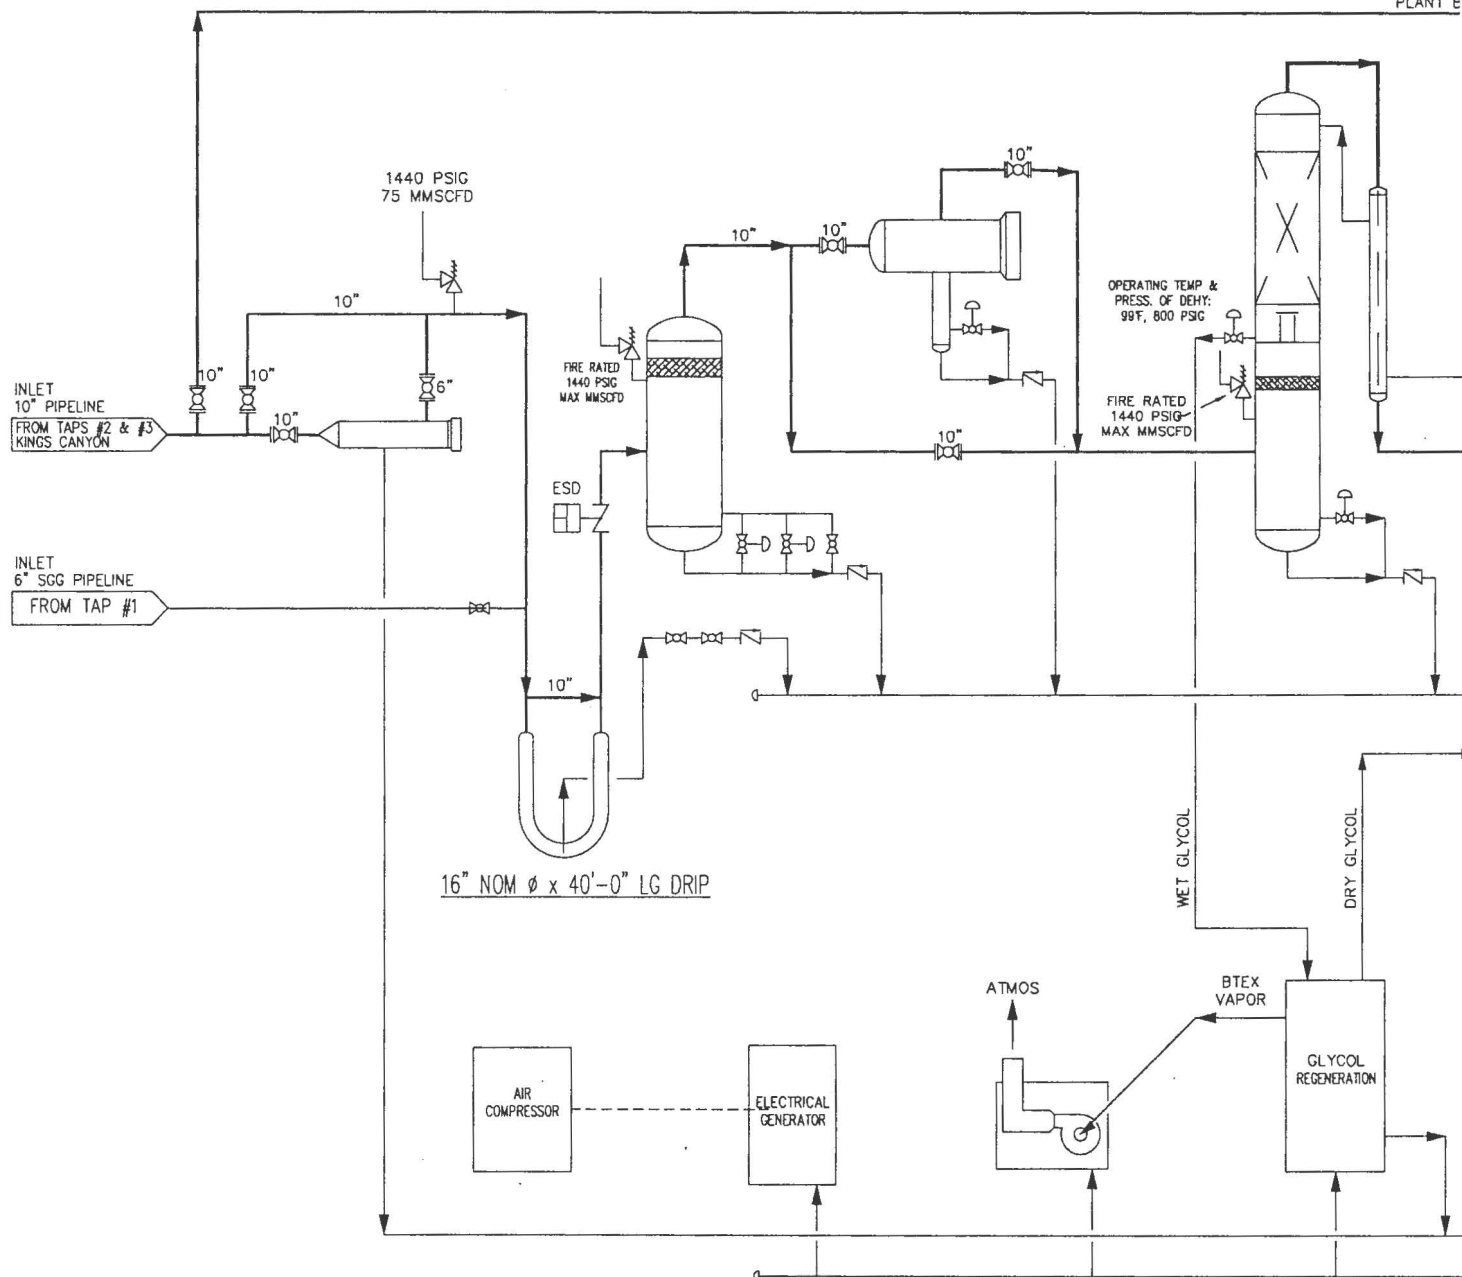 PLANT
1440 PSIG
75 MMSCFD
10"
10"
10"
10"
10"
OPERATING TEMP &
PRESS. OF DEHY:
99°F, 800 PSIG
FIRE RATED
1440 PSIG
MAX MMSCFD
10"
10"
6"
INLET
10" PIPELINE
FROM TAPS #2 & #3
KINGS CANYON
10"
FIRE RATED
1440 PSIG
MAX MMSCFD
10"
ESD
INLET
6" SGG PIPELINE
FROM TAP #1
10"
16" NOM ø x 40'-0" LG DRIP
WET GLYCOL
DRY GLYCOL
ATMOS
BTEX
VAPOR
AIR
COMPRESSOR
ELECTRICAL
GENERATOR
GLYCOL
REGENERATION